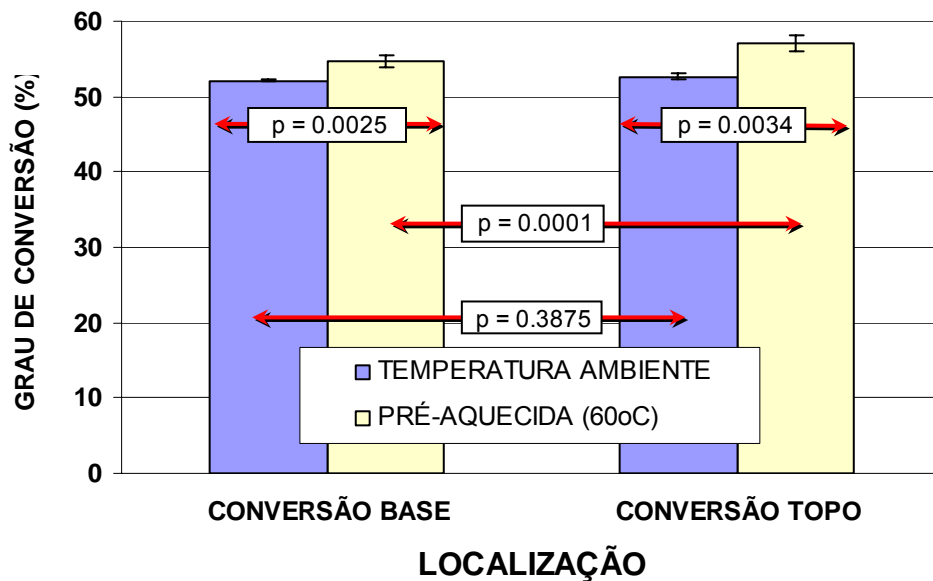 GRAU DE CONVERSÃO (%)
60
50
40
30
20
10
0
p = 0.0025
p = 0.0034
p = 0.0001
p = 0.3875
TEMPERATURA AMBIENTE
PRÉ-AQUECIDA (60oC)
CONVERSÃO BASE
CONVERSÃO TOPO
LOCALIZAÇÃO